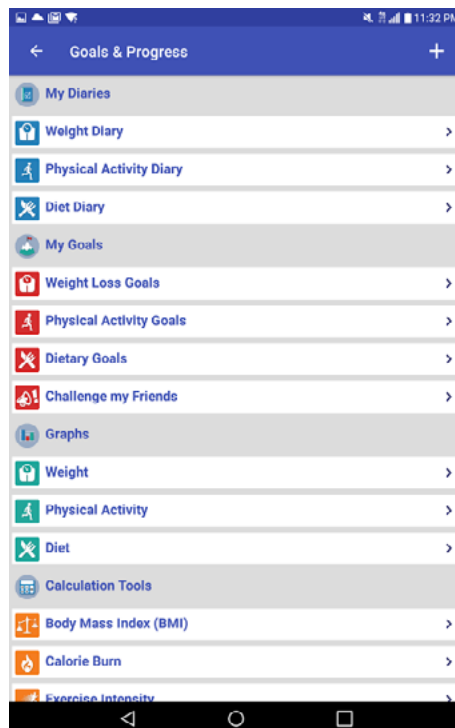 11:32 PM
Goals & Progress
My Diaries
Weight Diary
Physical Activity Diary
Diet Diary
My Goals
Weight Loss Goals
Physical Activity Goals
Dietary Goals
Challenge my Friends
Graphs
Weight
Physical Activity
Diet
Calculation Tools
Body Mass Index (BMI)
Calorie Burn
Exercise Intensity